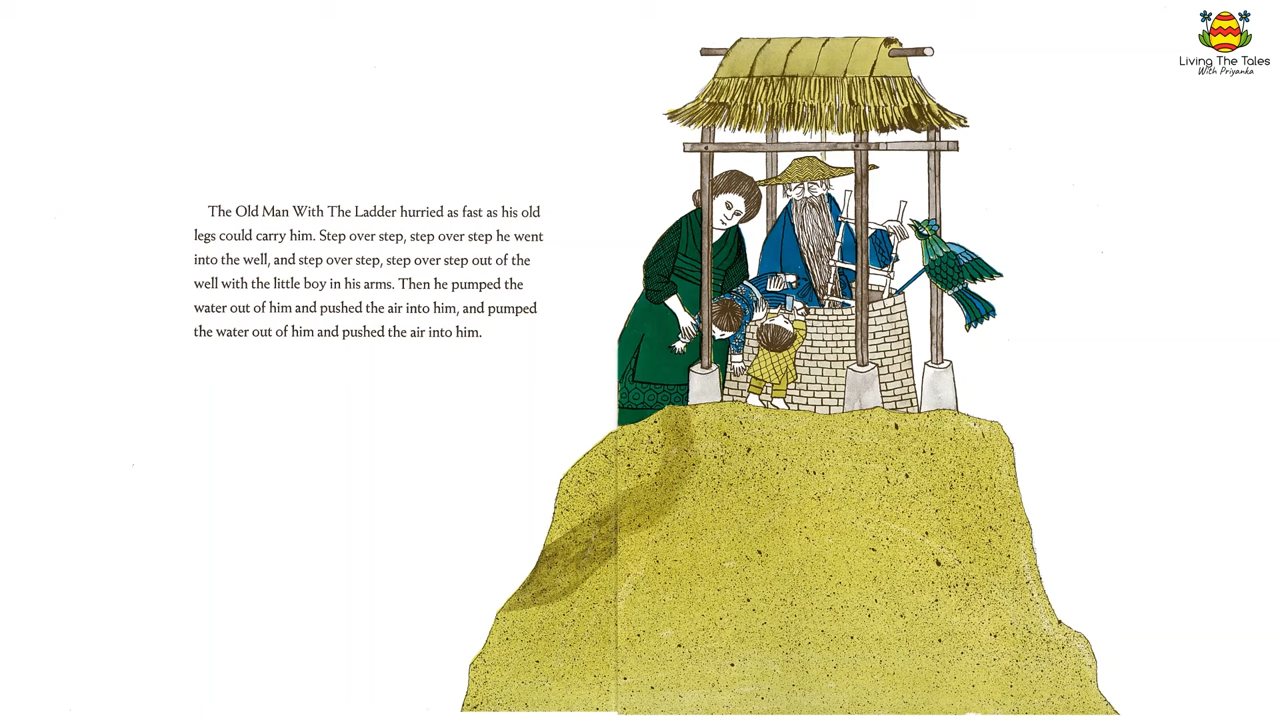 The Old Man With The Ladder hurried as fast as his old
legs could carry him. Step over step, step over step he went
into the well, and step over step, step over step out of the
well with the little boy in his arms. Then he pumped the
water out of him and pushed the air into him, and pumped
the water out of him and pushed the air into him.
Living The Tales
With Priyanka